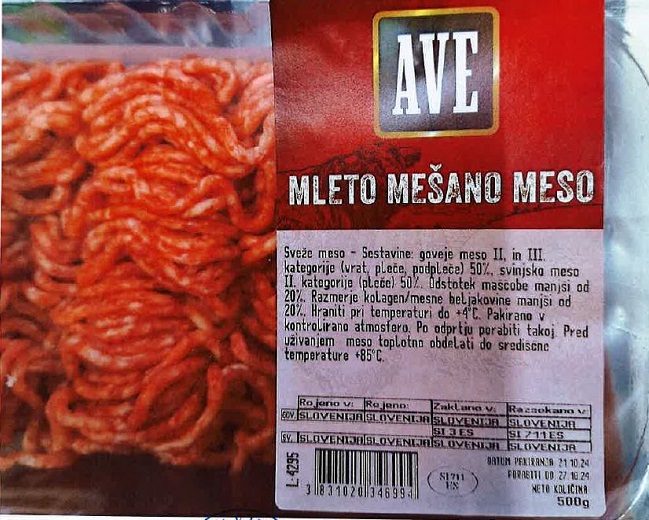 AVE
MLETO MEŠANO MESO
Sveže meso - Sestavine: goveje meso II. in III.
kategorije (vrat, pleče, podpleče) 50%, svinjsko meso
II. kategorije (pleče) 50%. Odstotek maščobe manjši od
20%. Razmerje kolagen/mesne beljakovine manjši od
20%. Hraniti pri temperaturi do +4°C. Pakirano v
kontrolirano atmosfero. Po odprtju porabiti takoj. Pred
uživanjem meso toplotno obdelati do središčne
temperature +85°C.
Rojeno v: Rejeno: Zaklano v: Razsekano v:
GOV. SLOVENIJA SLOVENIJA SLOVENIJA SLOVENIJA
SI 3 ES SI 711 ES
SV. SLOVENIJA SLOVENIJA SLOVENIJA SLOVENIJA
L:4295
3 831020 346994
SI 711
ES
DATUM PAKIRANJA 21.10.24
PORABITI DO 27.10.24
NETO KOLIČINA
500g